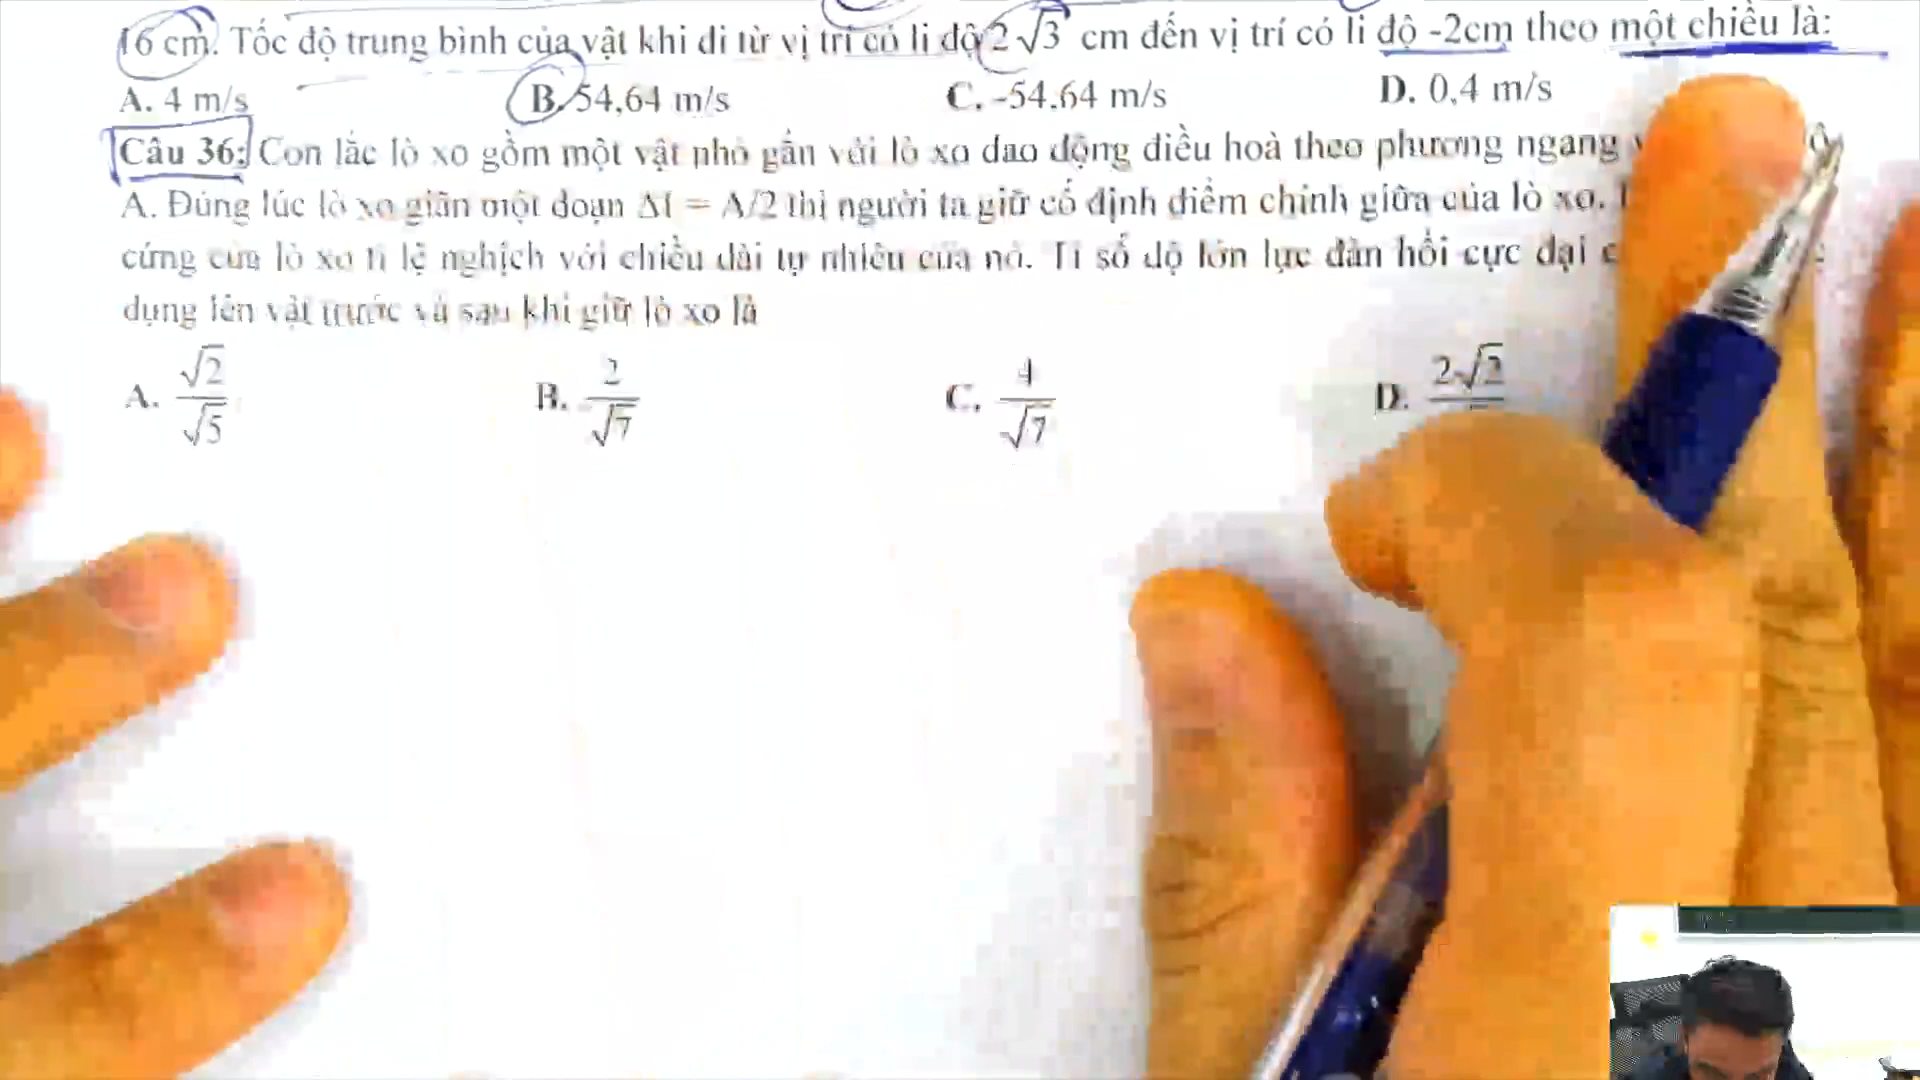 16 cm. Tốc độ trung bình của vật khi đi từ vị trí có li độ 2√3 cm đến vị trí có li độ -2cm theo một chiều là:
A. 4 m/s B. 54,64 m/s C. -54.64 m/s D. 0,4 m/s
Câu 36: Con lắc lò xo gồm một vật nhỏ gắn với lò xo dao động điều hoà theo phương ngang
A. Đúng lúc lò xo giãn một đoạn Δl = A/2 thì người ta giữ cố định điểm chính giữa của lò xo.
cứng của lò xo tỉ lệ nghịch với chiều dài tự nhiên của nó. Tỉ số độ lớn lực đàn hồi cực đại
dụng lên vật trước và sau khi giữ lò xo là
A. √2/√5 B. 2/√7 C. 4/√7 D. 2√2